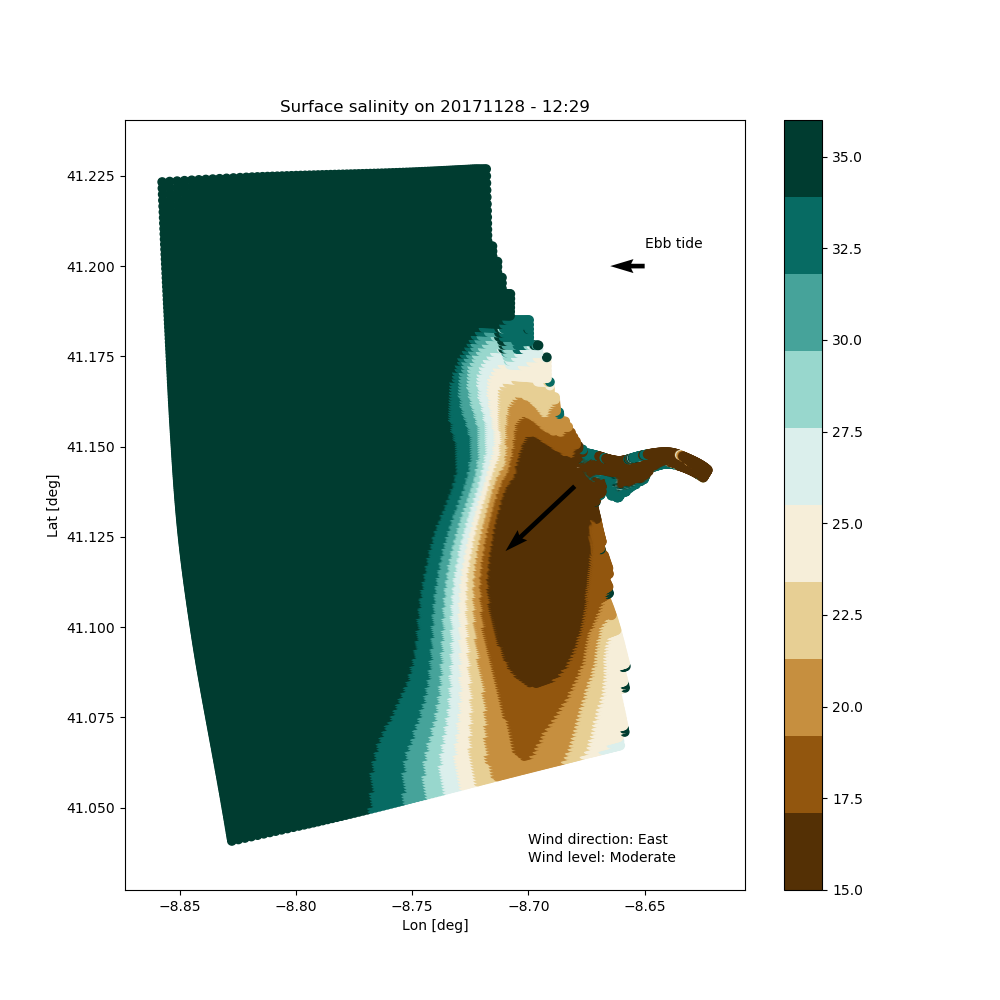 Surface salinity on 20171128 - 12:29
41.225
41.200
41.175
41.150
41.125
41.100
41.075
41.050
Lat [deg]
Ebb tide
Wind direction: East
Wind level: Moderate
−8.85 −8.80 −8.75 −8.70 −8.65
Lon [deg]
35.0
32.5
30.0
27.5
25.0
22.5
20.0
17.5
15.0